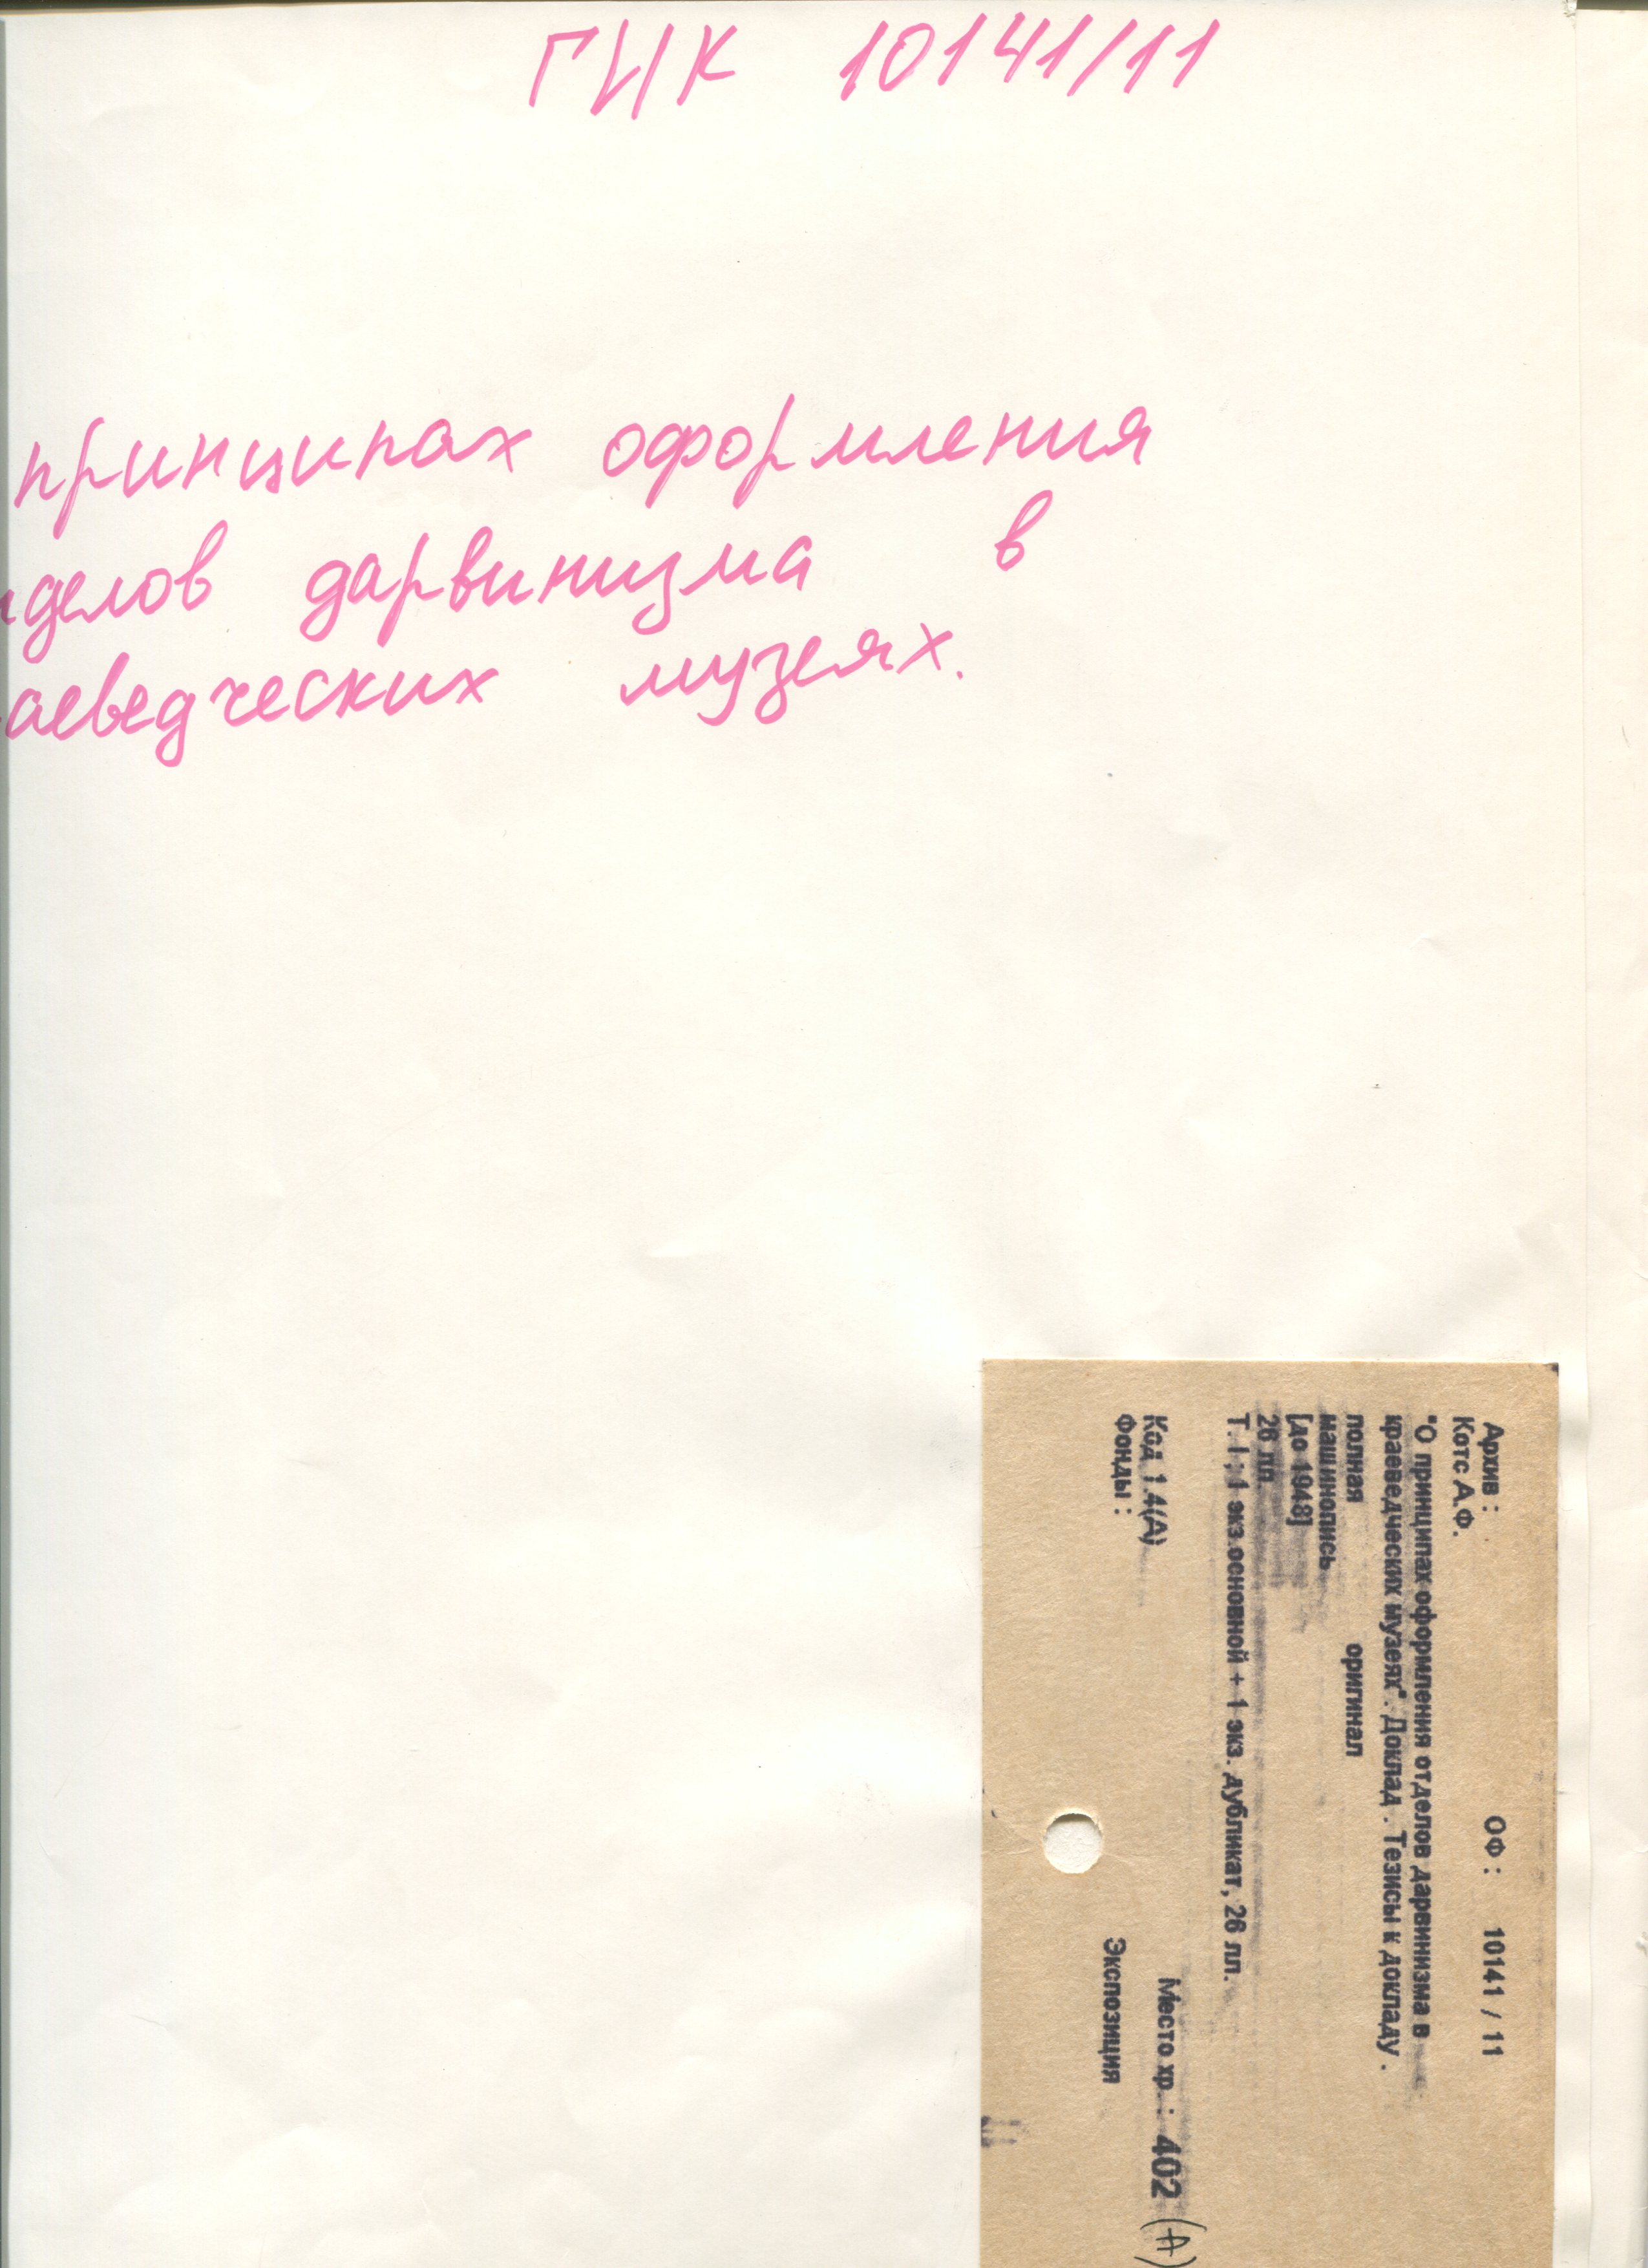 ГИК 10141/11
принципах оформления
тделов дарвинизма в
аеведческих музеях.
Архив : ОФ : 10141 / 11
Котс А.Ф.
"О принципах оформления отделов дарвинизма в
краеведческих музеях". Доклад . Тезисы к докладу .
полная оригинал
машинопись
[до 1948]
26 лл.
Т. I ; 1 экз.основной + 1 экз. дубликат, 26 лл.
Код 1.4(А) Место хр. : 402 (А)
Фонды : Экспозиция